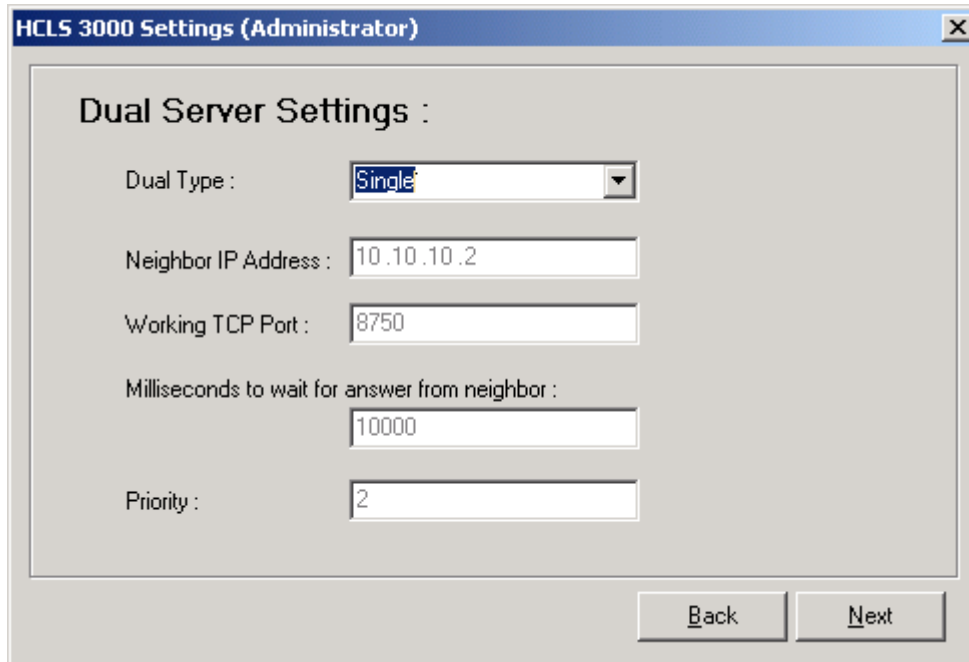 HCLS 3000 Settings (Administrator)
Dual Server Settings :
Dual Type : Single
Neighbor IP Address : 10 .10 .10 .2
Working TCP Port : 8750
Milliseconds to wait for answer from neighbor :
10000
Priority : 2
Back Next